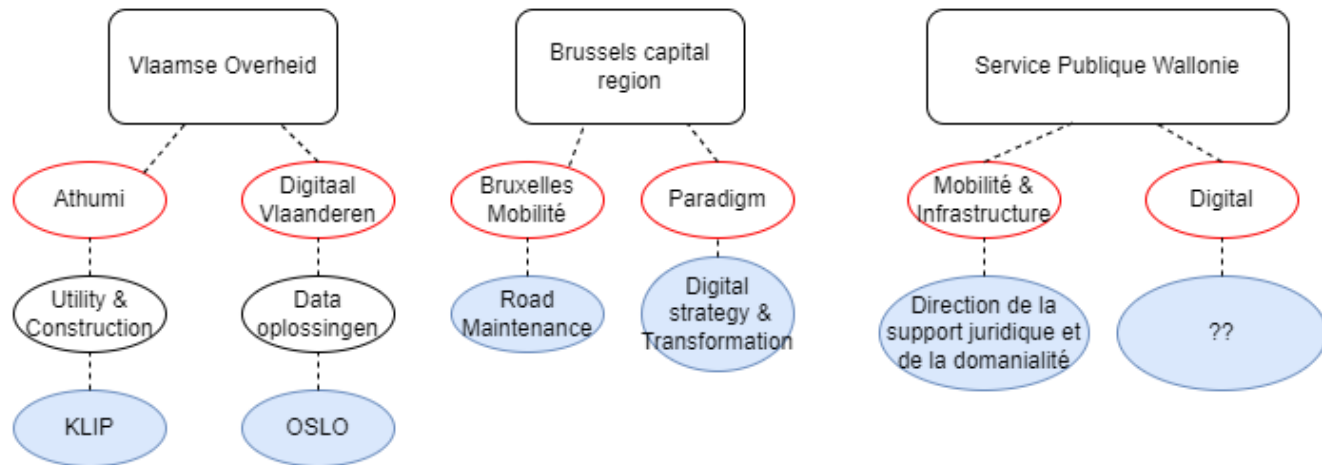 Vlaamse Overheid
Brussels capital
region
Service Publique Wallonie
Athumi
Digitaal
Vlaanderen
Bruxelles
Mobilité
Paradigm
Mobilité &
Infrastructure
Digital
Utility &
Construction
Data
oplossingen
Road
Maintenance
Digital
strategy &
Transformation
Direction de la
support juridique et
de la domanialité
??
KLIP
OSLO